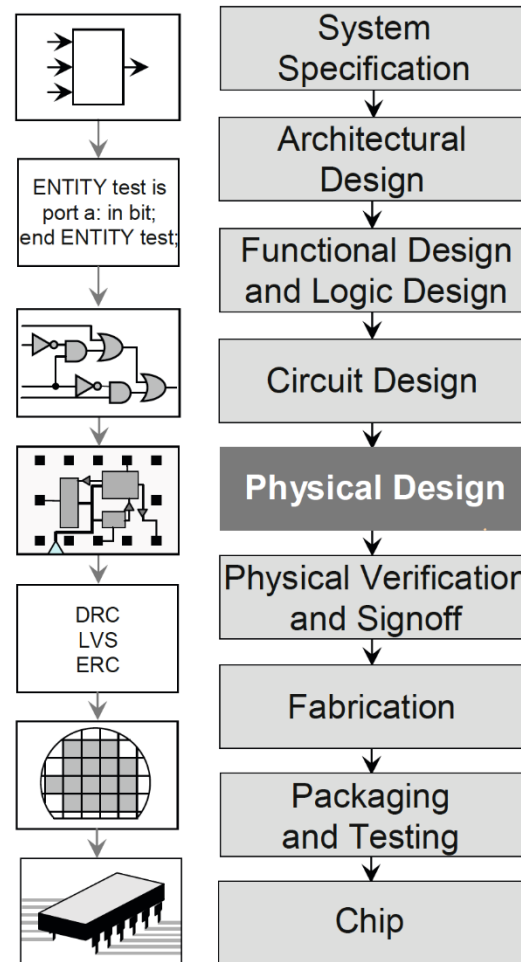 System
Specification
ENTITY test is
port a: in bit;
end ENTITY test;
Architectural
Design
Functional Design
and Logic Design
Circuit Design
Physical Design
DRC
LVS
ERC
Physical Verification
and Signoff
Fabrication
Packaging
and Testing
Chip